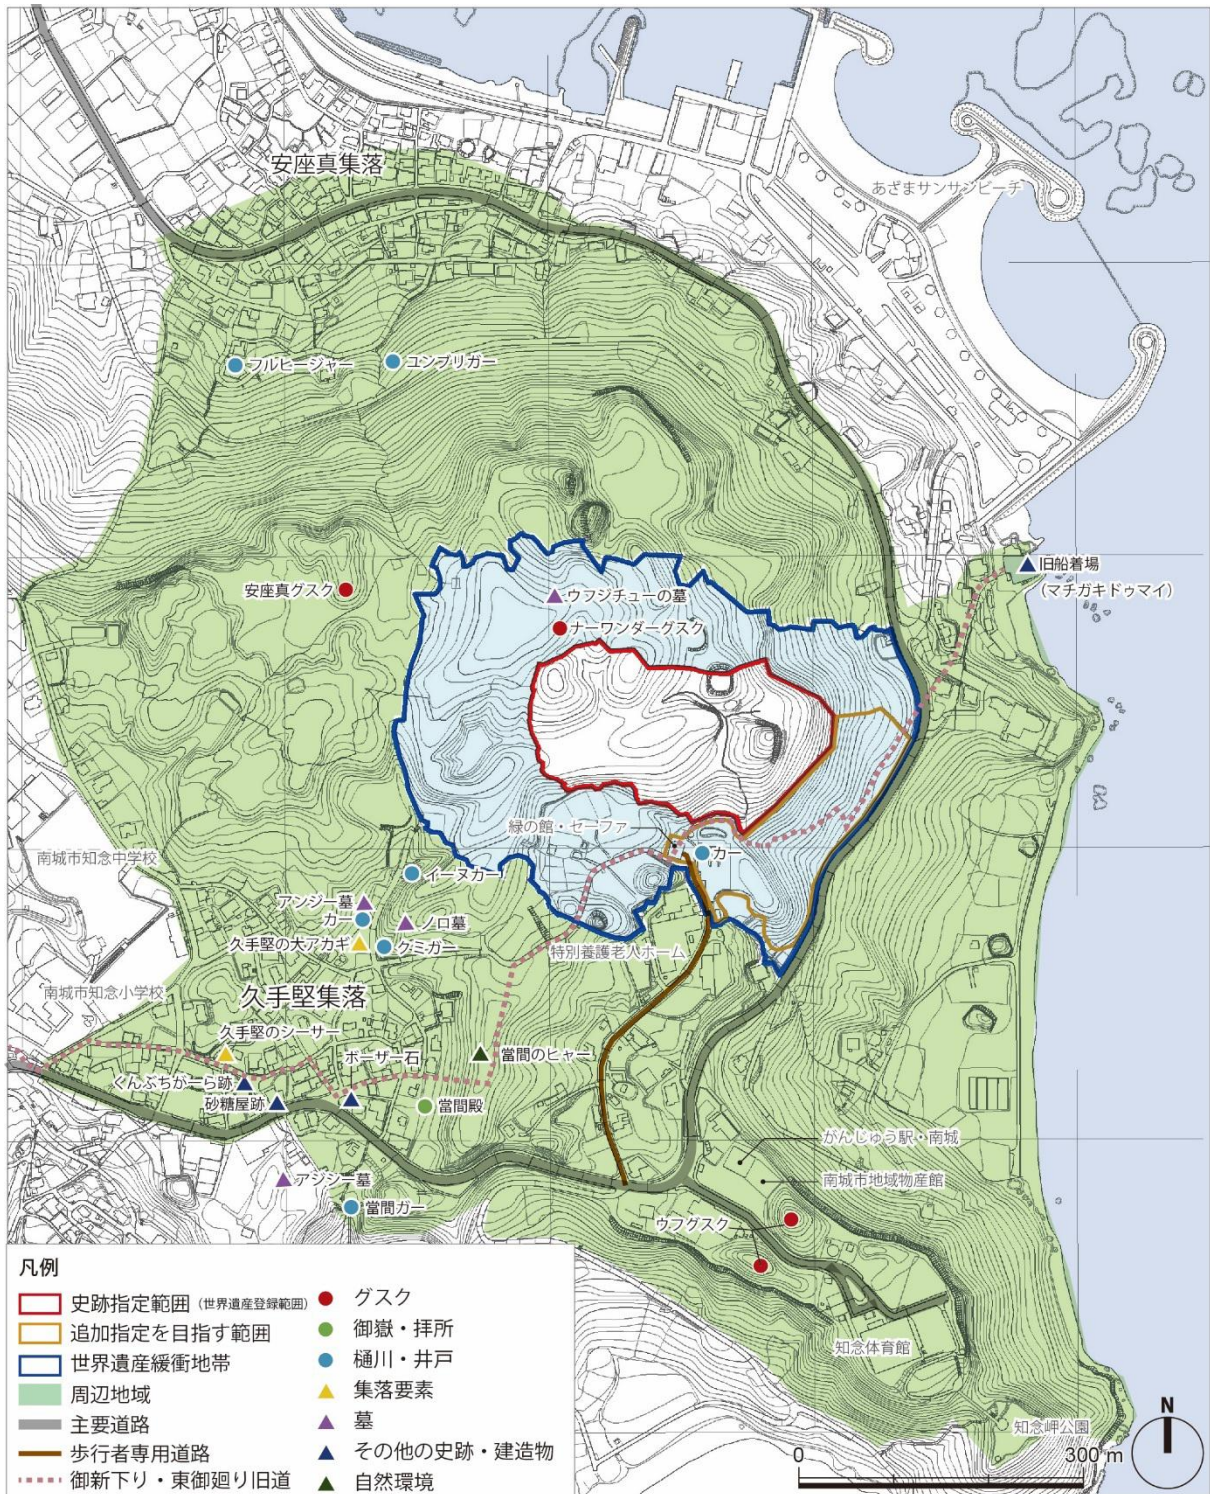 安座真集落
あざまサンサンビーチ
フルヒージャー
ユンブリガー
旧船着場
(マチガキドゥマイ)
安座真グスク
ウフジチューの墓
ナーワンダーグスク
緑の館・セーファ
カー
南城市知念中学校
イーヌカー
アンジー墓
カー
ノロ墓
久手堅の大アカギ
クミガー
特別養護老人ホーム
南城市知念小学校
久手堅集落
久手堅のシーサー
ボーザー石
當間のヒャー
くんぶちがーら跡
砂糖屋跡
當間殿
がんじゅう駅・南城
アジシー墓
南城市地域物産館
當間ガー
ウフグスク
知念体育館
知念岬公園
凡例
史跡指定範囲(世界遺産登録範囲)
追加指定を目指す範囲
世界遺産緩衝地帯
周辺地域
主要道路
歩行者専用道路
御新下り・東御廻り旧道
グスク
御嶽・拝所
樋川・井戸
集落要素
墓
その他の史跡・建造物
自然環境
0 300 m
N